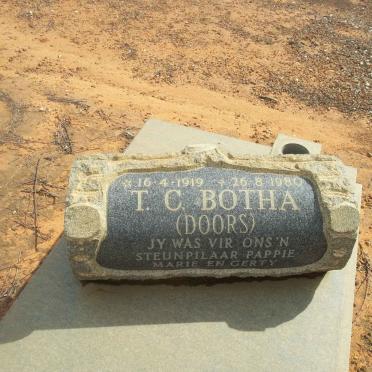 ☆16·4·1919 +26·8·1980
T. C. BOTHA
(DOORS)
JY WAS VIR ONS 'N
STEUNPILAAR PAPPIE
MARIE EN GERTY